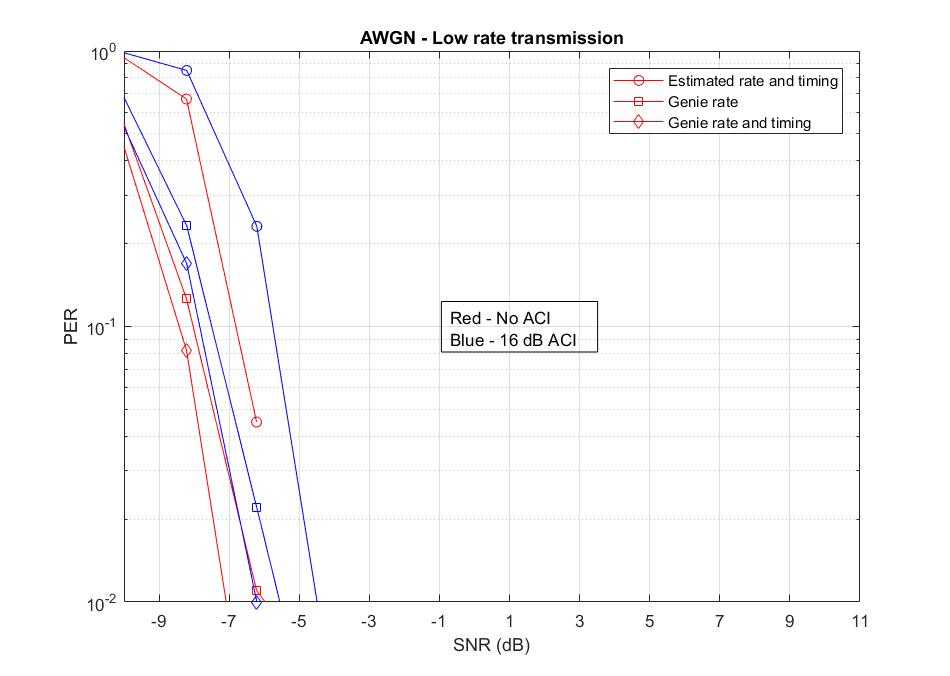 AWGN - Low rate transmission
10^0
Estimated rate and timing
Genie rate
Genie rate and timing
Red - No ACI
Blue - 16 dB ACI
PER
10^-1
10^-2
-9 -7 -5 -3 -1 1 3 5 7 9 11
SNR (dB)